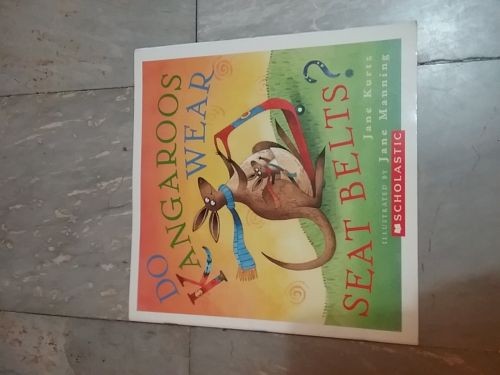 DO
KANGAROOS
WEAR
SEAT BELTS?
Jane Kurtz
ILLUSTRATED BY Jane Manning
SCHOLASTIC